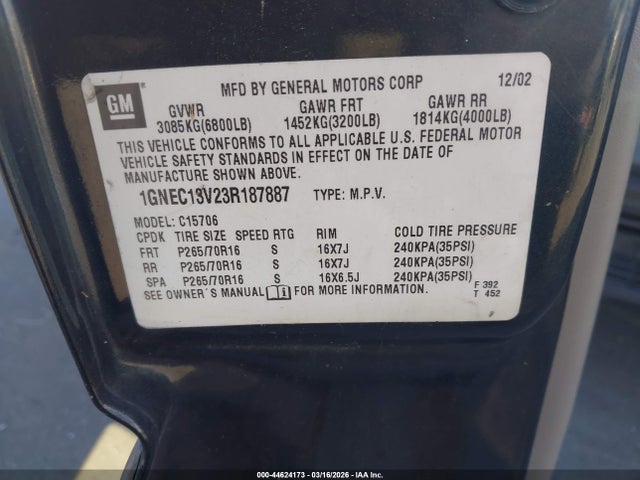 GM
MFD BY GENERAL MOTORS CORP 12/02
GVWR GAWR FRT GAWR RR
3085KG(6800LB) 1452KG(3200LB) 1814KG(4000LB)
THIS VEHICLE CONFORMS TO ALL APPLICABLE U.S. FEDERAL MOTOR
VEHICLE SAFETY STANDARDS IN EFFECT ON THE DATE OF
MANUFACTURE SHOWN ABOVE.
1GNEC13V23R187887 TYPE: M.P.V.
MODEL: C15706
CPDK TIRE SIZE SPEED RTG RIM COLD TIRE PRESSURE
FRT P265/70R16 S 16X7J 240KPA(35PSI)
RR P265/70R16 S 16X7J 240KPA(35PSI)
SPA P265/70R16 S 16X6.5J 240KPA(35PSI)
SEE OWNER'S MANUAL FOR MORE INFORMATION. F 392
T 452
000-44624173 - 03/16/2026 - IAA Inc.